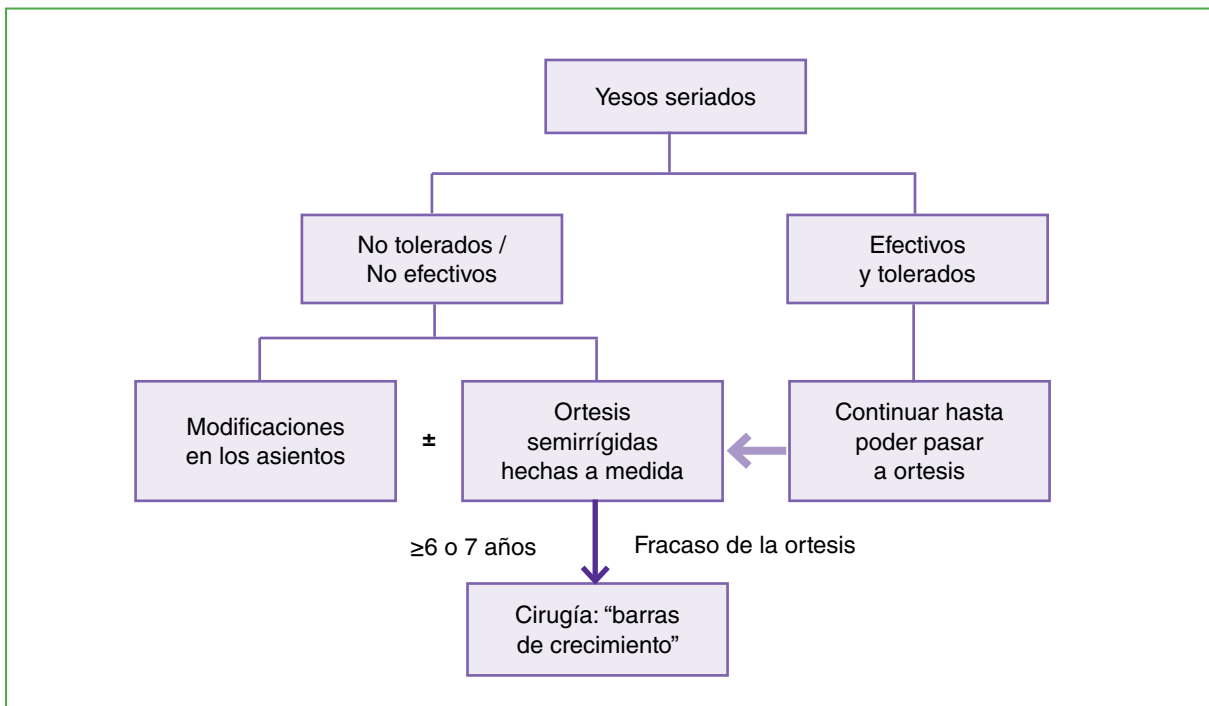 Yesos seriados
No tolerados /
No efectivos
Efectivos
y tolerados
Modificaciones
en los asientos
±
Ortesis
semirrígidas
hechas a medida
Continuar hasta
poder pasar
a ortesis
≥6 o 7 años
Fracaso de la ortesis
Cirugía: “barras
de crecimiento”